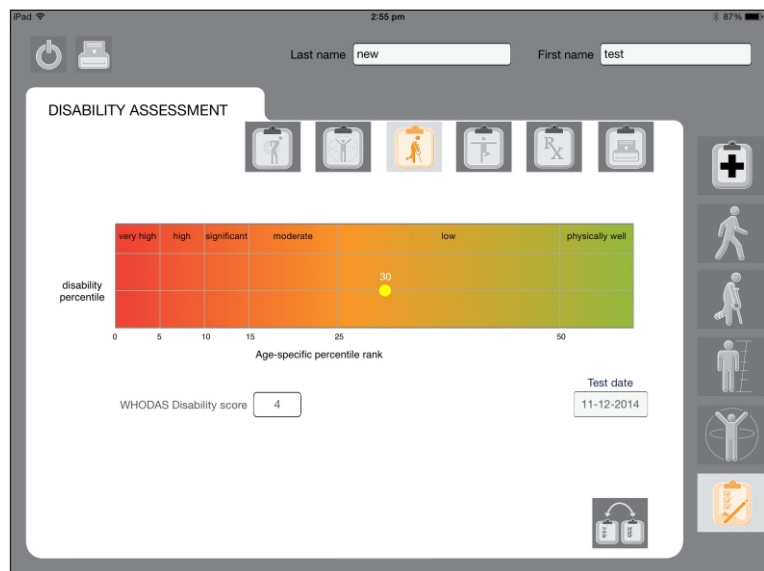 iPad 2:55 pm 87%
Last name new First name test
DISABILITY ASSESSMENT
Rx
very high high significant moderate low physically well
30
disability
percentile
0 5 10 15 25 50
Age-specific percentile rank
Test date
WHODAS Disability score 4 11-12-2014